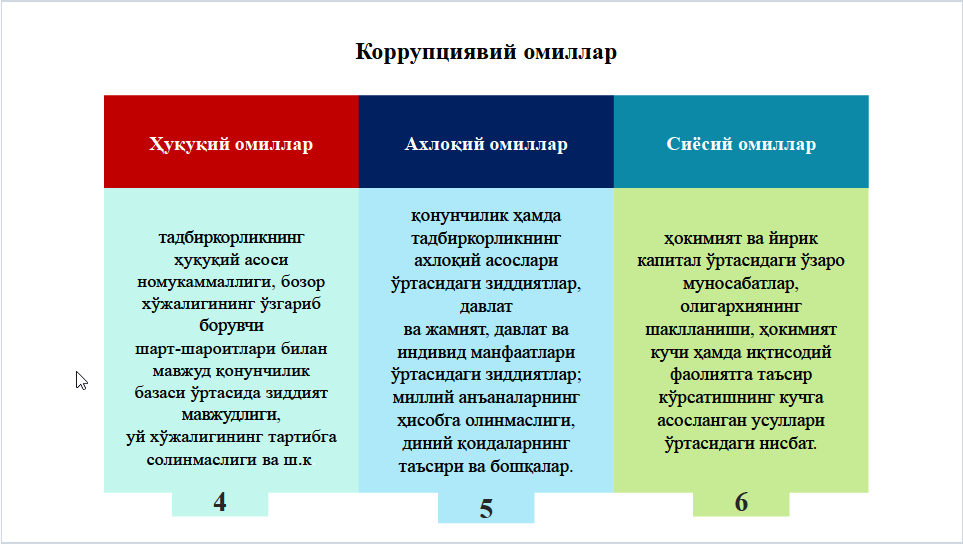 Коррупциявий омиллар
Ҳуқуқий омиллар
тадбиркорликнинг
ҳуқуқий асоси
номукаммаллиги, бозор
хўжалигининг ўзгариб
борувчи
шарт-шароитлари билан
мавжуд қонунчилик
базаси ўртасида зиддият
мавжудлиги,
уй хўжалигининг тартибга
солинмаслиги ва ш.к
4
Ахлоқий омиллар
қонунчилик ҳамда
тадбиркорликнинг
ахлоқий асослари
ўртасидаги зиддиятлар,
давлат
ва жамият, давлат ва
индивид манфаатлари
ўртасидаги зиддиятлар;
миллий анъаналарнинг
ҳисобга олинмаслиги,
диний қоидаларнинг
таъсири ва бошқалар.
5
Сиёсий омиллар
ҳокимият ва йирик
капитал ўртасидаги ўзаро
муносабатлар,
олигархиянинг
шаклланиши, ҳокимият
кучи ҳамда иқтисодий
фаолиятга таъсир
кўрсатишнинг кучга
асосланган усуллари
ўртасидаги нисбат.
6